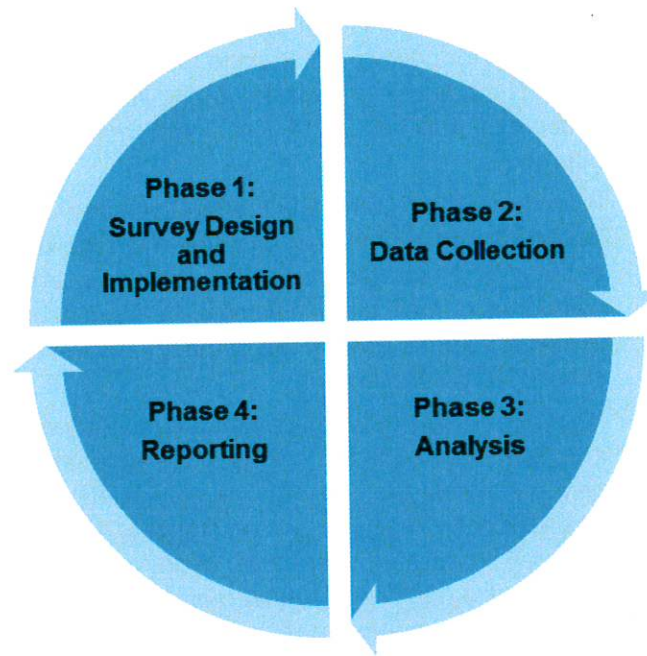 Phase 1:
Survey Design
and
Implementation
Phase 2:
Data Collection
Phase 3:
Analysis
Phase 4:
Reporting